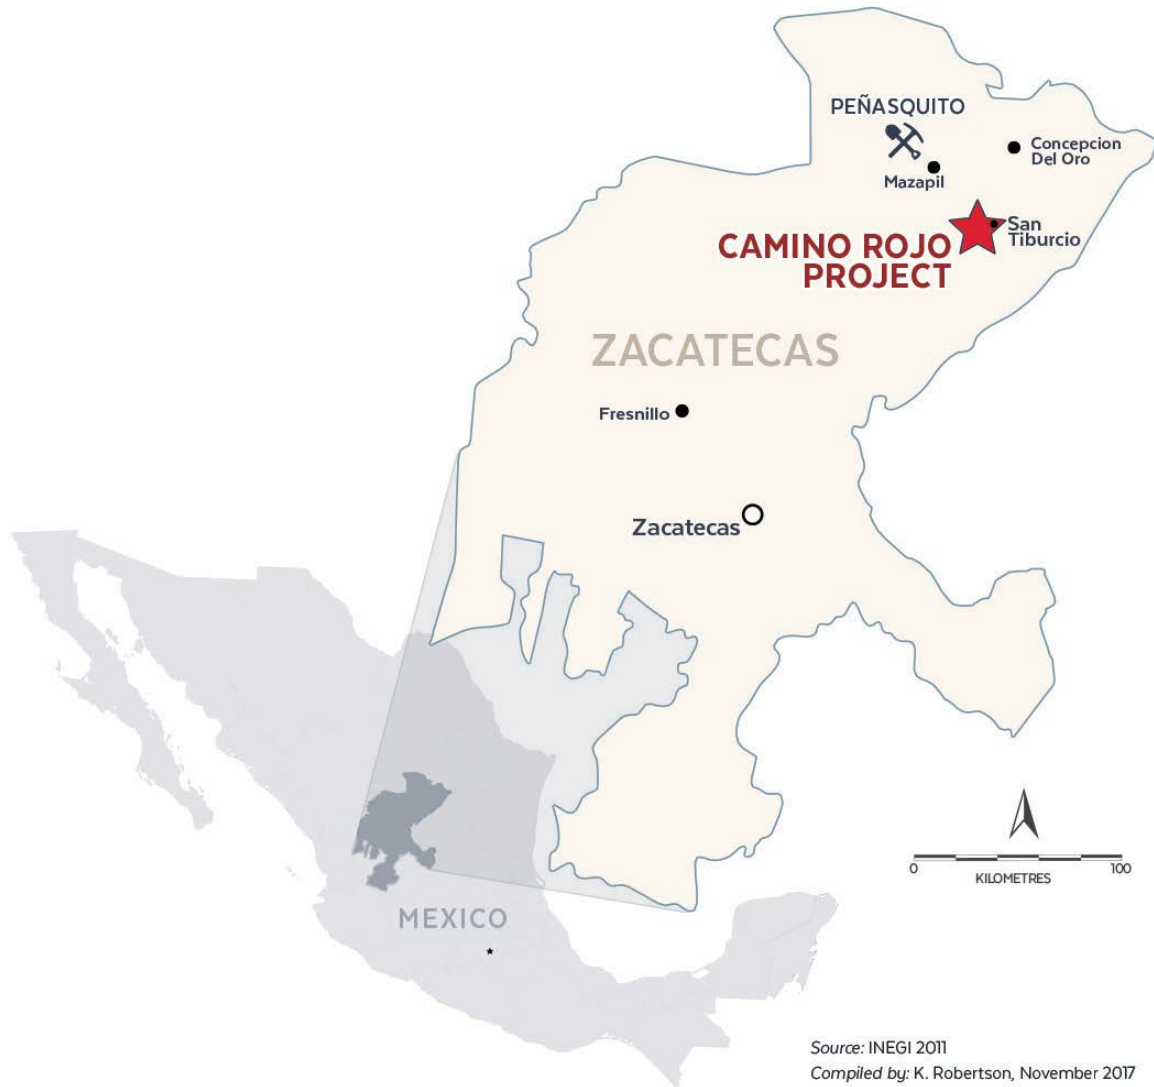 PEÑASQUITO
Concepcion
Del Oro
Mazapil
San
Tiburcio
CAMINO ROJO
PROJECT
ZACATECAS
Fresnillo
Zacatecas
0
100
KILOMETRES
MEXICO
Source: INEGI 2011
Compiled by: K. Robertson, November 2017